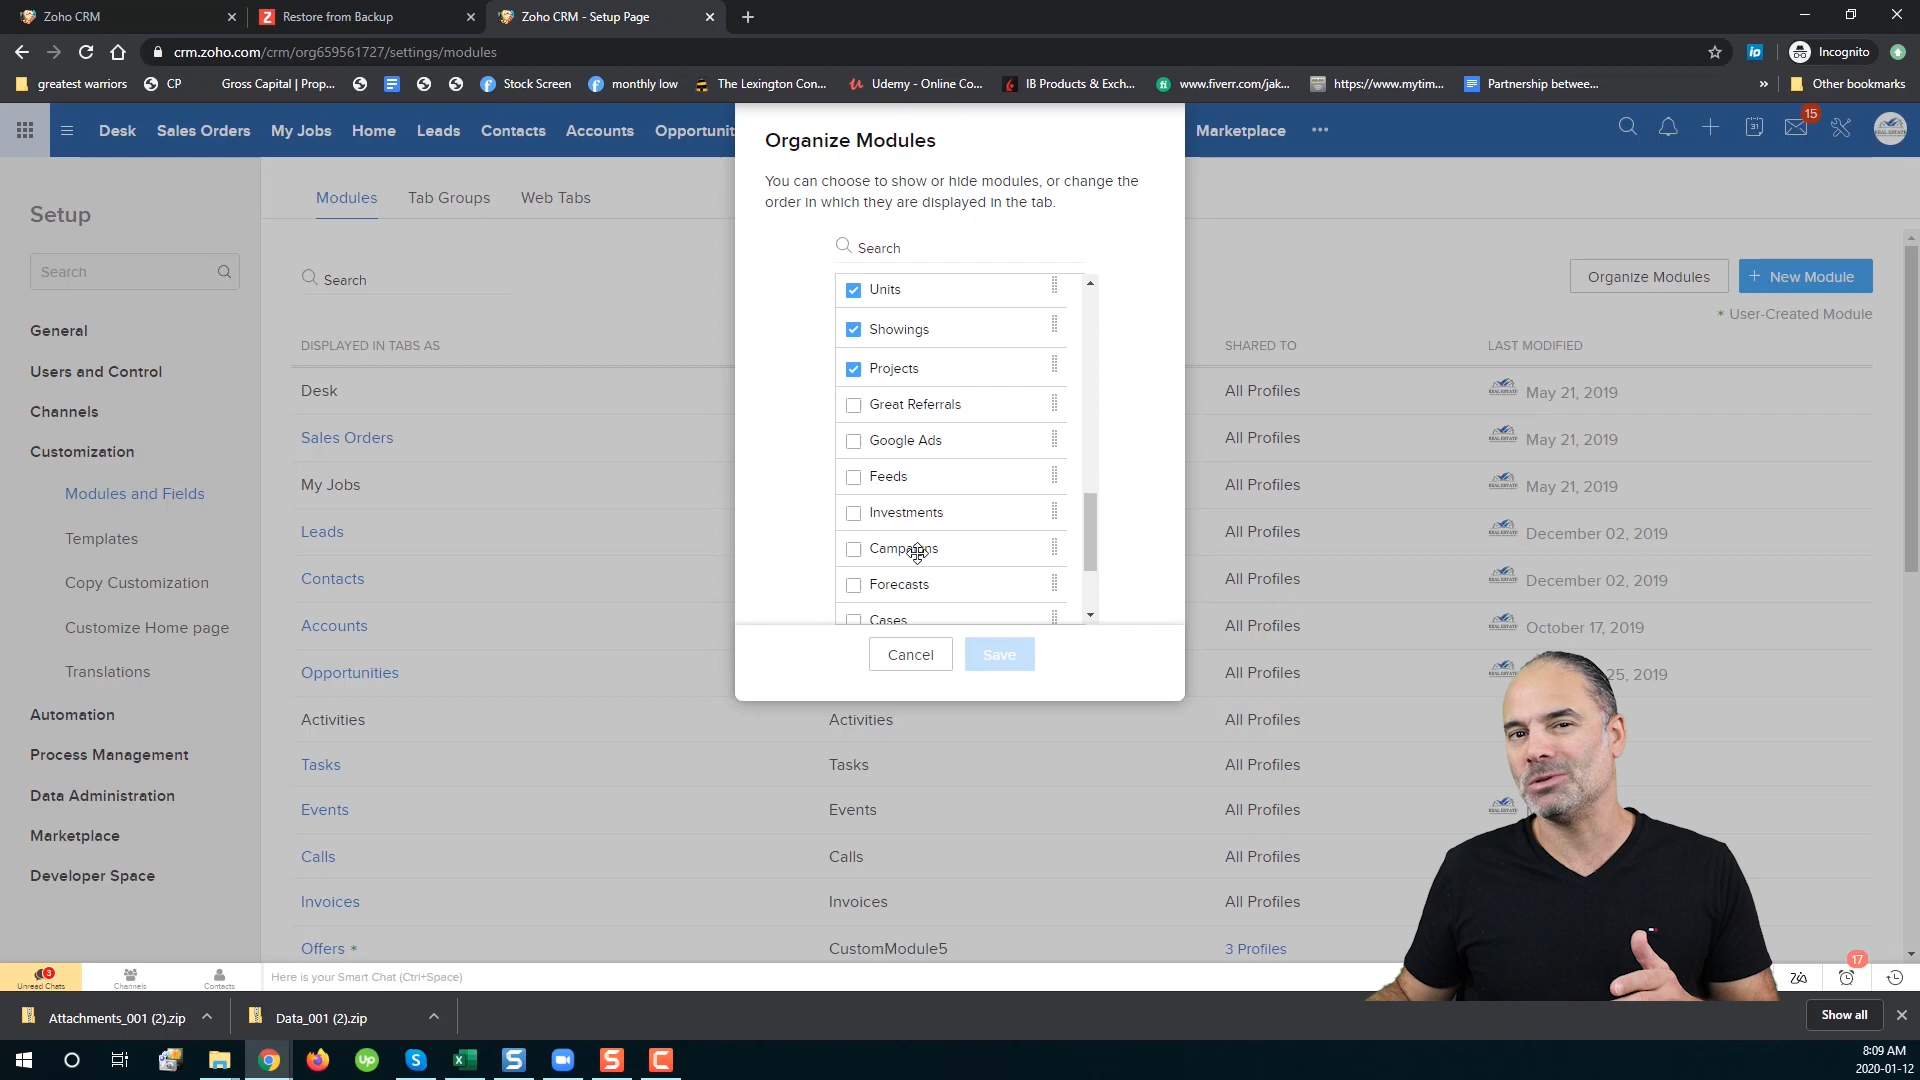 Zoho CRM
Restore from Backup
Zoho CRM - Setup Page
crm.zoho.com/crm/org659561727/settings/modules
Incognito
greatest warriors
CP
Gross Capital | Prop...
Stock Screen
monthly low
The Lexington Con...
Udemy - Online Co...
IB Products & Exch...
www.fiverr.com/jak...
https://www.mytim...
Partnership betwee...
»
Other bookmarks
Desk
Sales Orders
My Jobs
Home
Leads
Contacts
Accounts
Opportunit
Marketplace
31
15
Setup
Search
General
Users and Control
Channels
Customization
Modules and Fields
Templates
Copy Customization
Customize Home page
Translations
Automation
Process Management
Data Administration
Marketplace
Developer Space
Modules
Tab Groups
Web Tabs
Search
Organize Modules
+ New Module
* User-Created Module
DISPLAYED IN TABS AS
SHARED TO
LAST MODIFIED
Desk
All Profiles
May 21, 2019
Sales Orders
All Profiles
May 21, 2019
My Jobs
All Profiles
May 21, 2019
Leads
All Profiles
December 02, 2019
Contacts
All Profiles
December 02, 2019
Accounts
All Profiles
October 17, 2019
Opportunities
All Profiles
25, 2019
Activities
Activities
All Profiles
Tasks
Tasks
All Profiles
Events
Events
All Profiles
Calls
Calls
All Profiles
Invoices
Invoices
All Profiles
Offers *
CustomModule5
3 Profiles
Organize Modules
You can choose to show or hide modules, or change the
order in which they are displayed in the tab.
Search
Units
Showings
Projects
Great Referrals
Google Ads
Feeds
Investments
Campaigns
Forecasts
Cases
Cancel
Save
3
Unread Chats
Channels
Contacts
Here is your Smart Chat (Ctrl+Space)
17
Attachments_001 (2).zip
Data_001 (2).zip
Show all
8:09 AM
2020-01-12